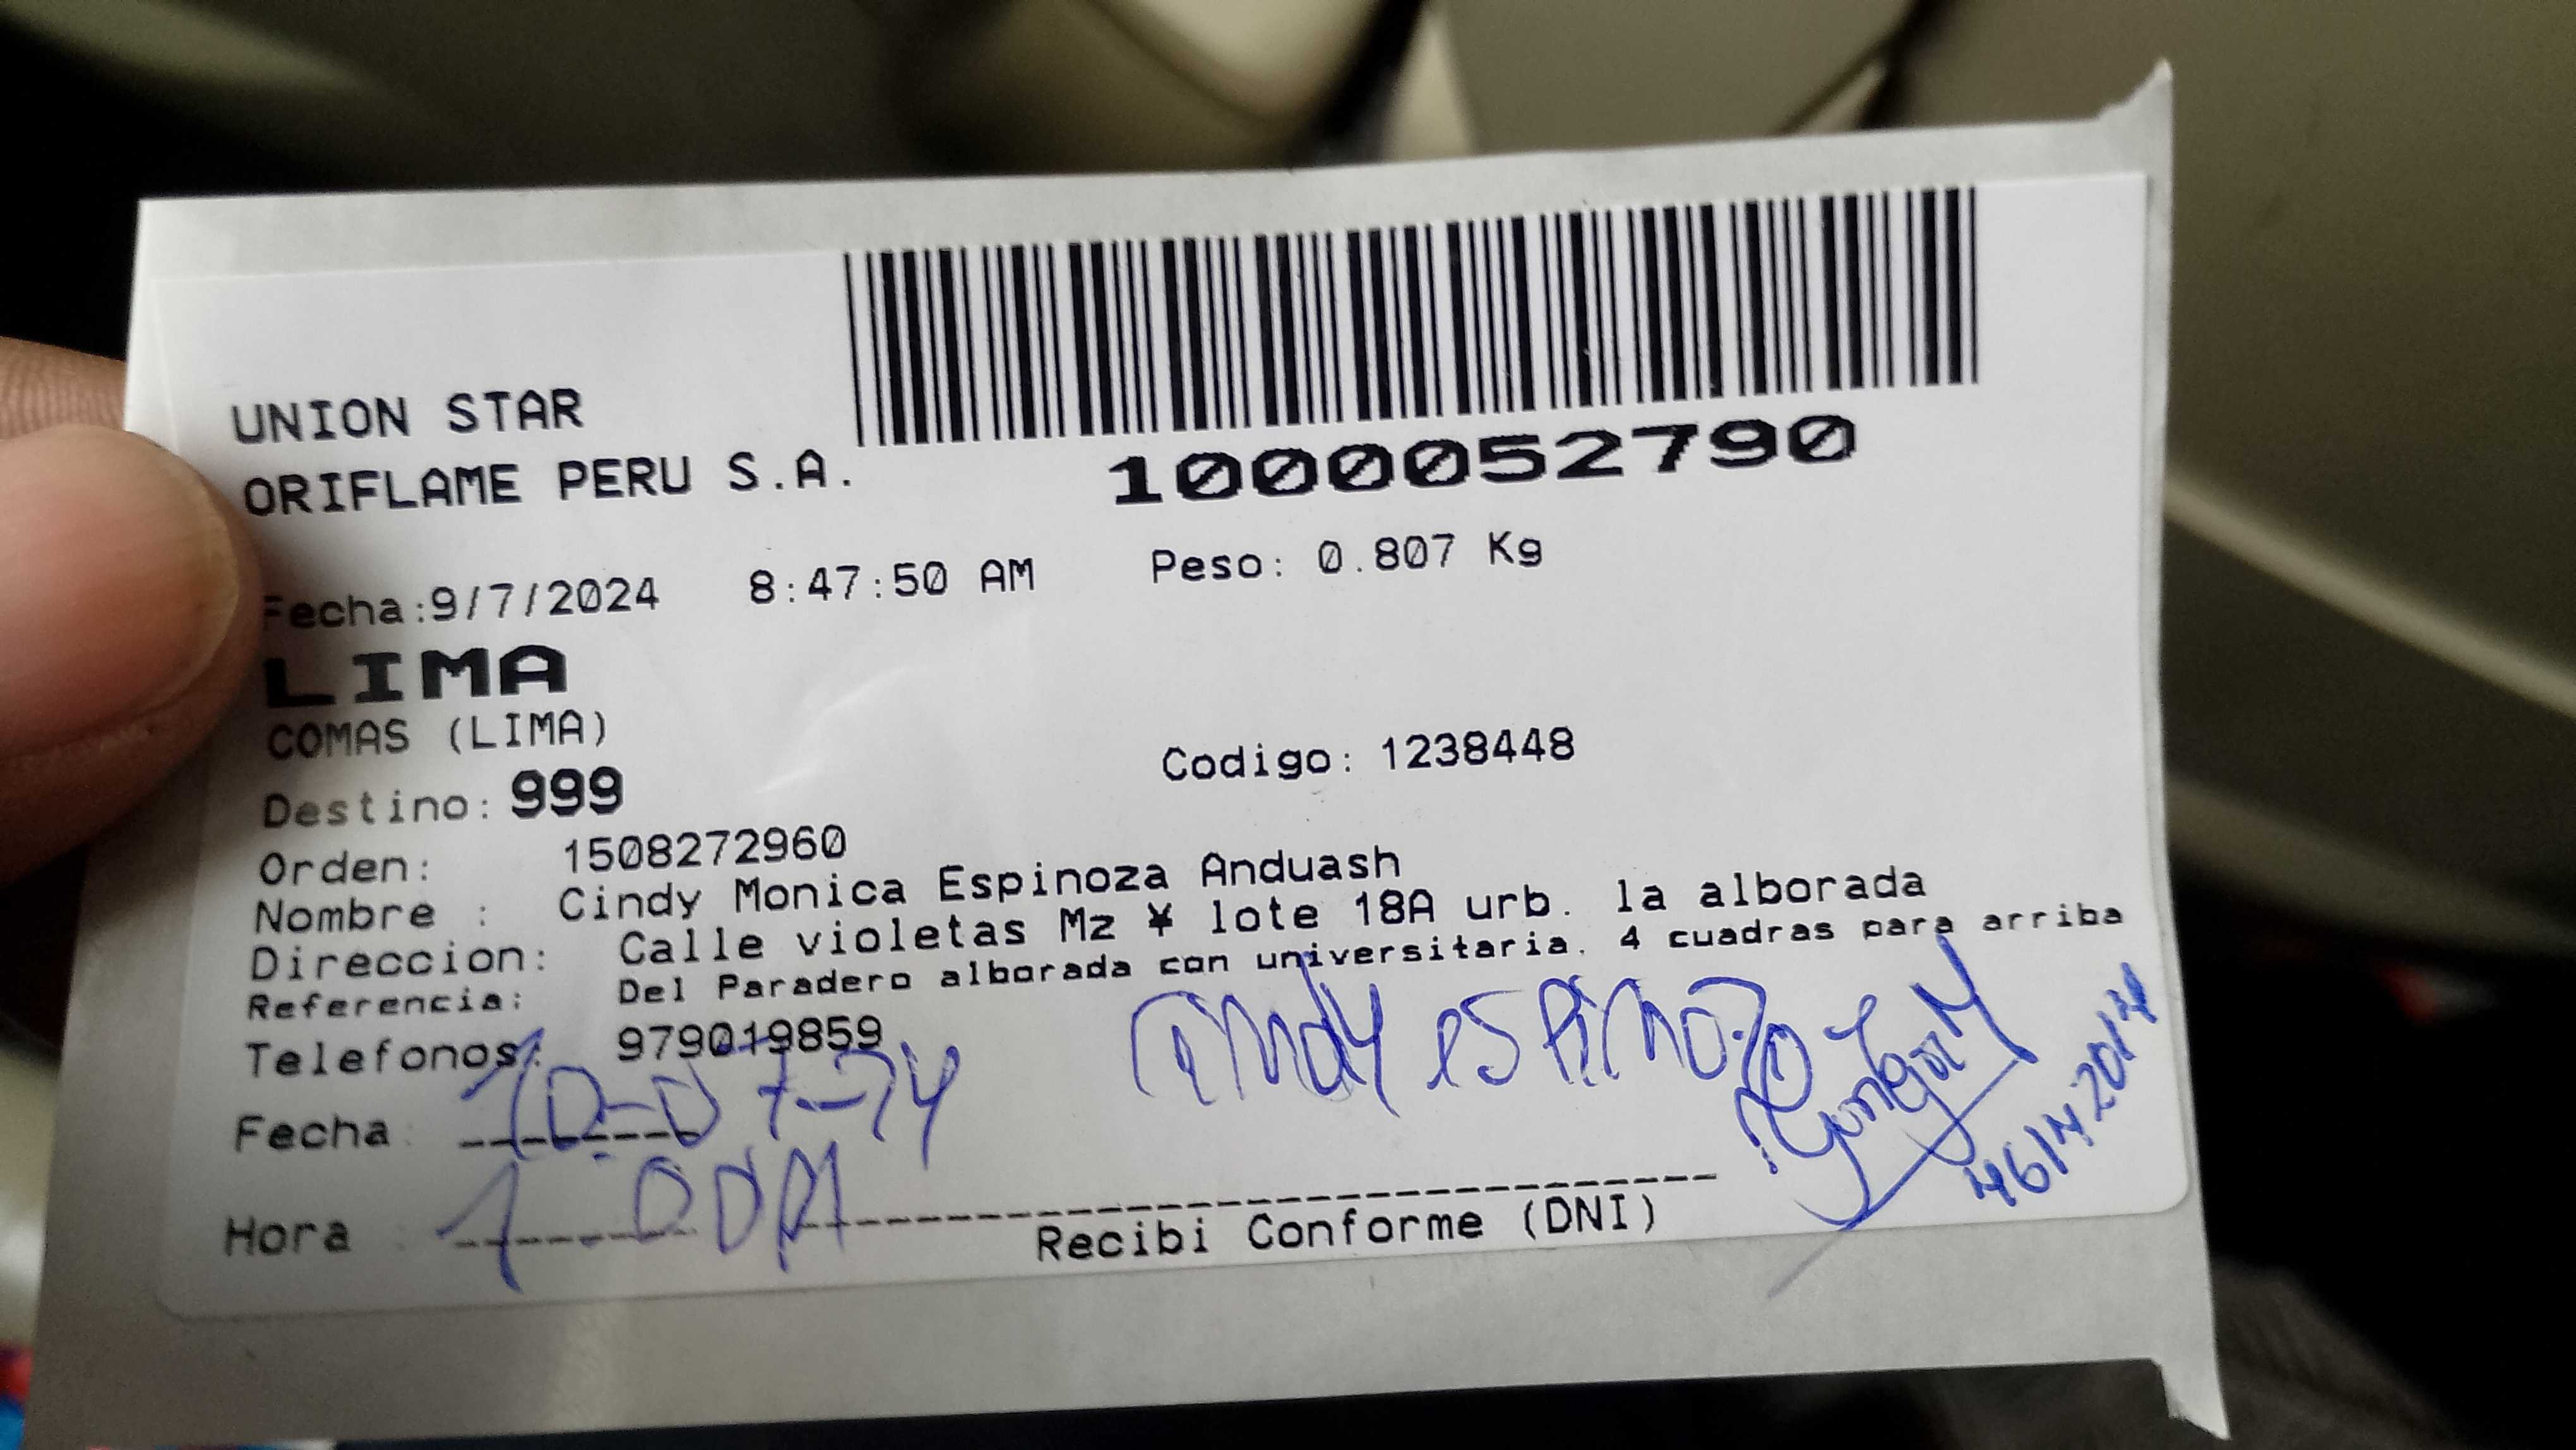 UNION STAR
ORIFLAME PERU S.A.
1000052790
Fecha:9/7/2024 8:47:50 AM Peso: 0.807 Kg
LIMA
COMAS (LIMA)
Codigo: 1238448
Destino: 999
Orden: 1508272960
Nombre : Cindy Monica Espinoza Anduash
Direccion: Calle violetas Mz ¥ lote 18A urb. la alborada
Referencia: Del Paradero alborada con universitaria. 4 cuadras para arriba
Telefonos: 979019859
Cindy espinoza
Fecha: 10-07-24
Hora :
Recibi Conforme (DNI)